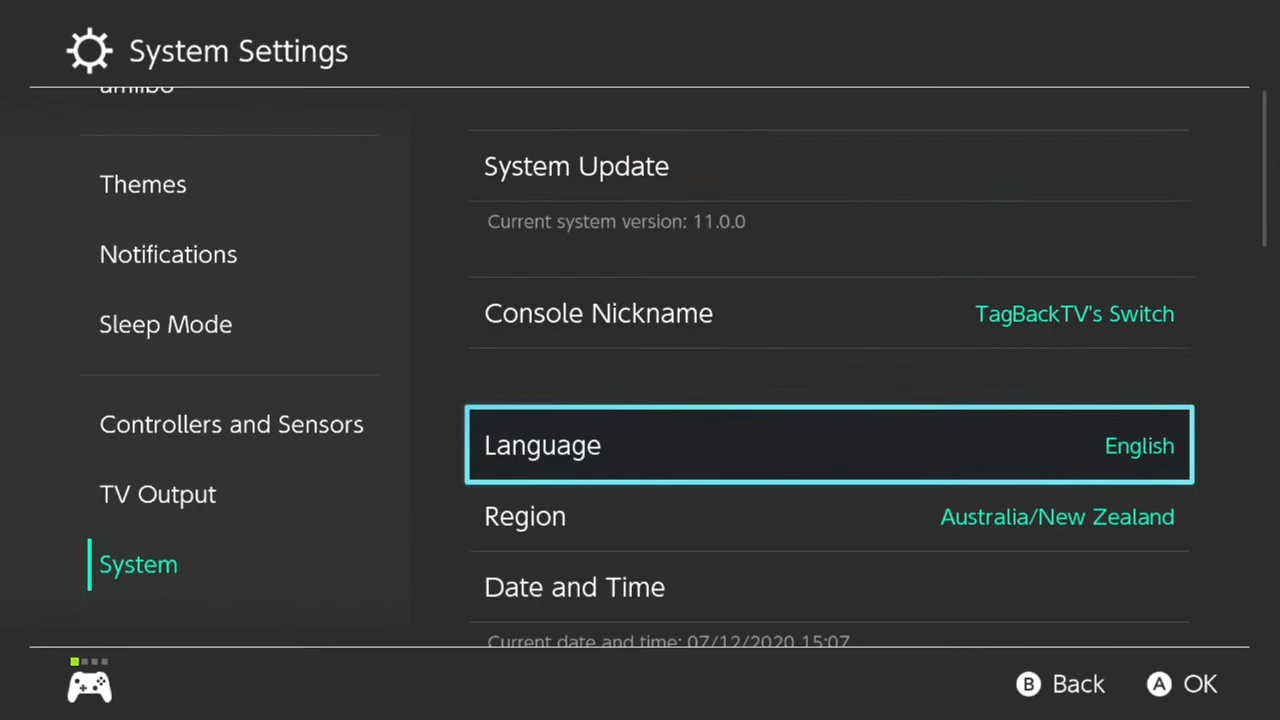 System Settings
amiibo
Themes
Notifications
Sleep Mode
Controllers and Sensors
TV Output
System
System Update
Current system version: 11.0.0
Console Nickname TagBackTV's Switch
Language English
Region Australia/New Zealand
Date and Time
Current date and time: 07/12/2020 15:07
B Back A OK